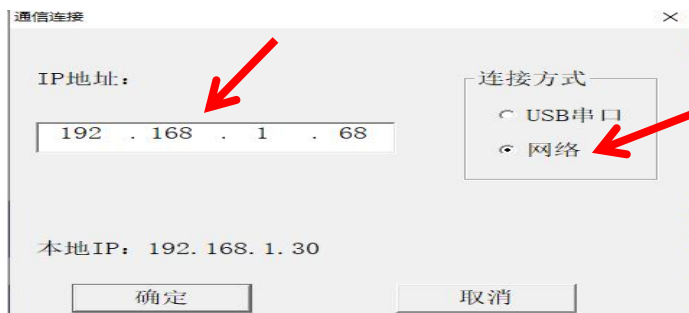 通信连接
IP地址：
192 . 168 . 1 . 68
连接方式
USB串口
网络
本地IP：192.168.1.30
确定
取消